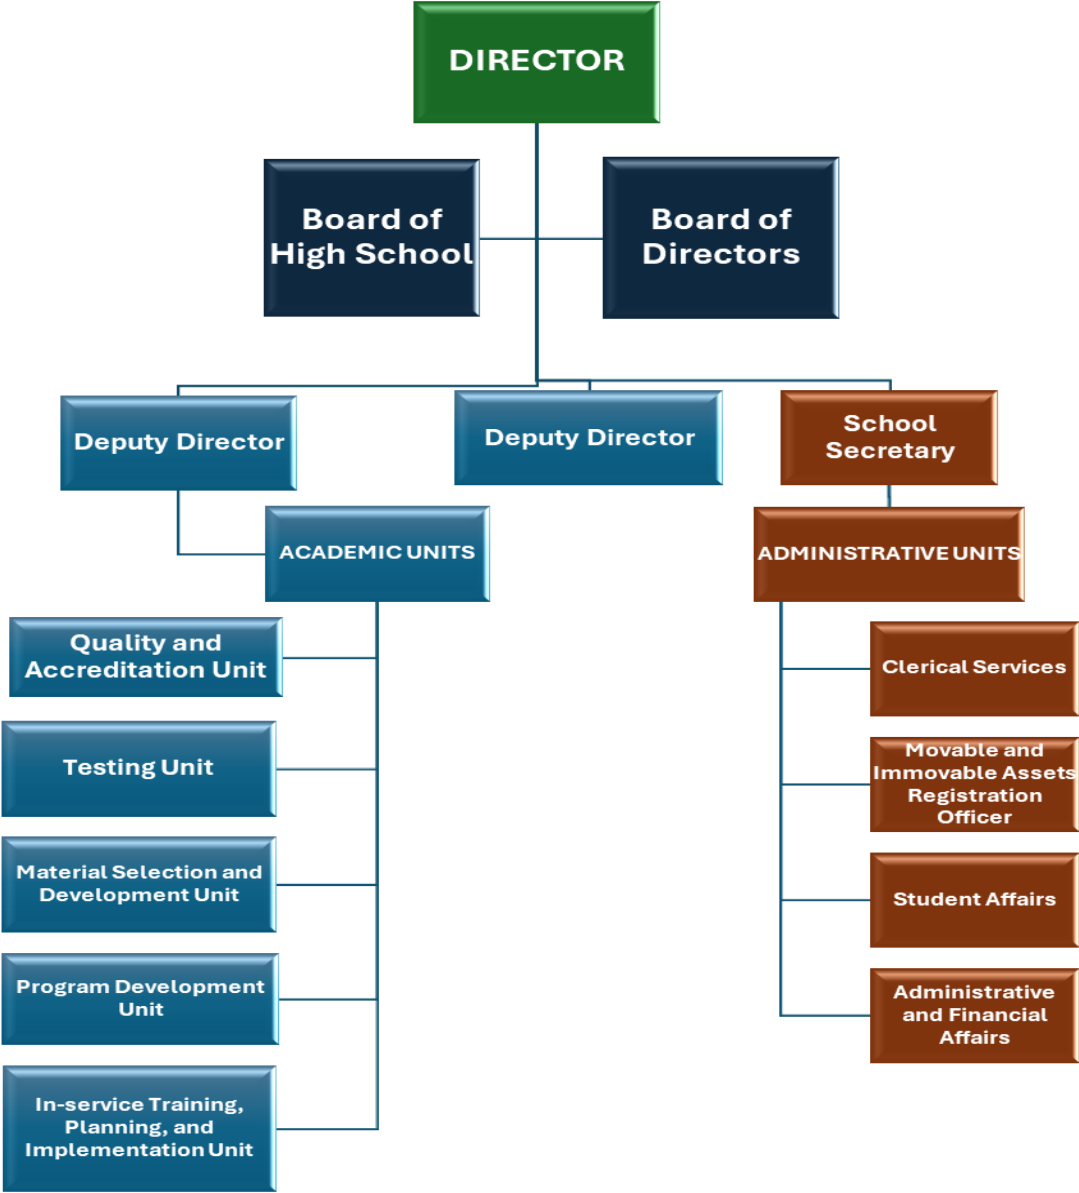 DIRECTOR
Board of
High School
Board of
Directors
Deputy Director
Deputy Director
School
Secretary
ACADEMIC UNITS
ADMINISTRATIVE UNITS
Quality and
Accreditation Unit
Testing Unit
Material Selection and
Development Unit
Program Development
Unit
In-service Training,
Planning, and
Implementation Unit
Clerical Services
Movable and
Immovable Assets
Registration
Officer
Student Affairs
Administrative
and Financial
Affairs